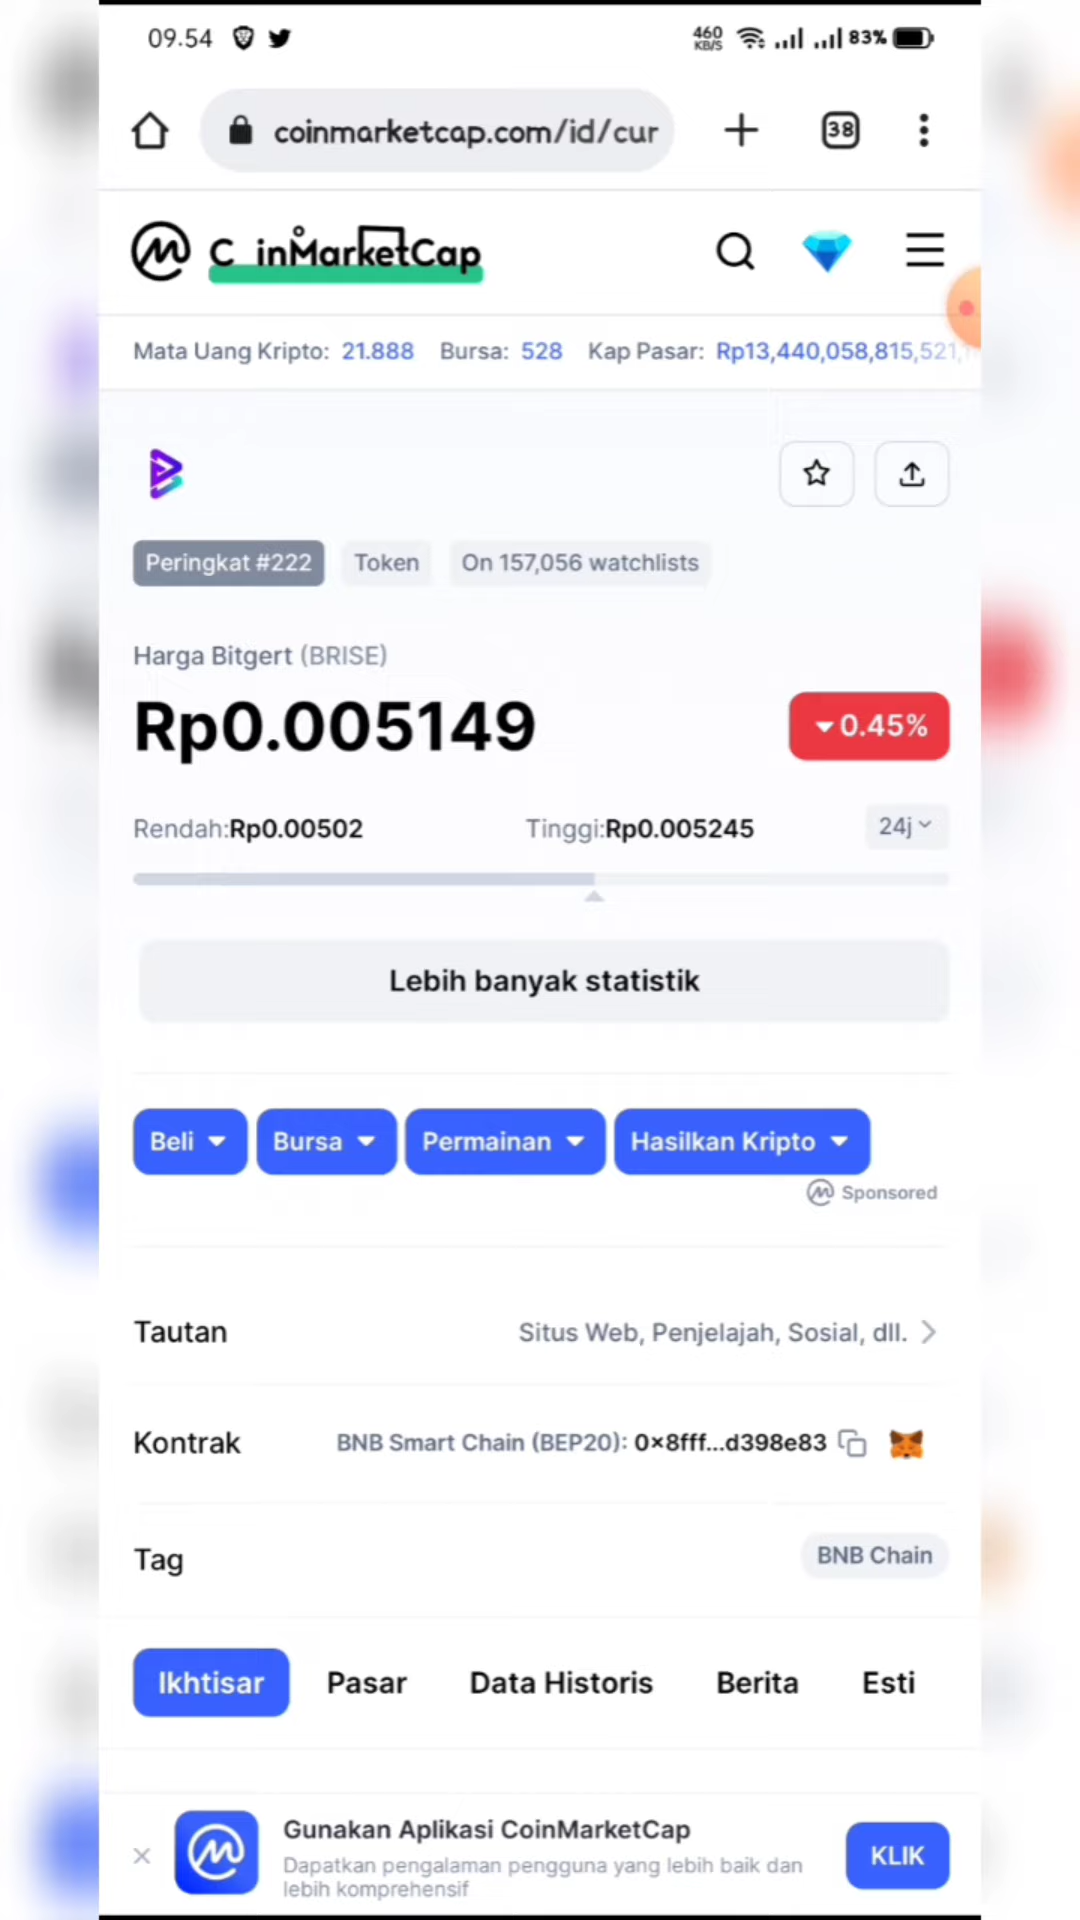 09.54
460
KB/S
83%
coinmarketcap.com/id/cur
38
C inMarketCap
Mata Uang Kripto: 21.888 Bursa: 528 Kap Pasar: Rp13,440,058,815,521,
Peringkat #222 Token On 157,056 watchlists
Harga Bitgert (BRISE)
Rp0.005149
0.45%
Rendah:Rp0.00502 Tinggi:Rp0.005245 24j
Lebih banyak statistik
Beli Bursa Permainan Hasilkan Kripto
Sponsored
Tautan Situs Web, Penjelajah, Sosial, dll.
Kontrak BNB Smart Chain (BEP20): 0x8fff...d398e83
Tag BNB Chain
Ikhtisar Pasar Data Historis Berita Esti
Gunakan Aplikasi CoinMarketCap
Dapatkan pengalaman pengguna yang lebih baik dan
lebih komprehensif
KLIK